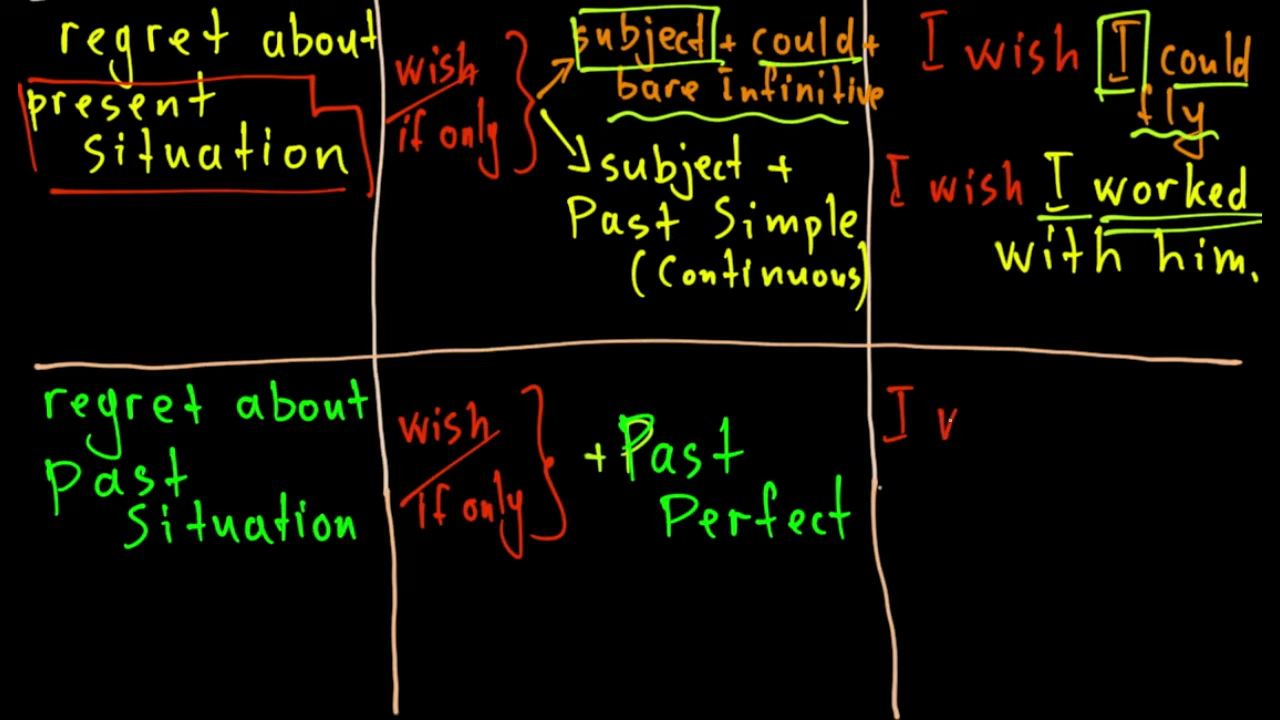 regret about
present
situation
wish
if only
subject + could +
bare Infinitive
subject +
Past Simple
(Continuous)
I wish I could
fly
I wish I worked
with him.
regret about
past
Situation
wish
if only
+ Past
Perfect
I